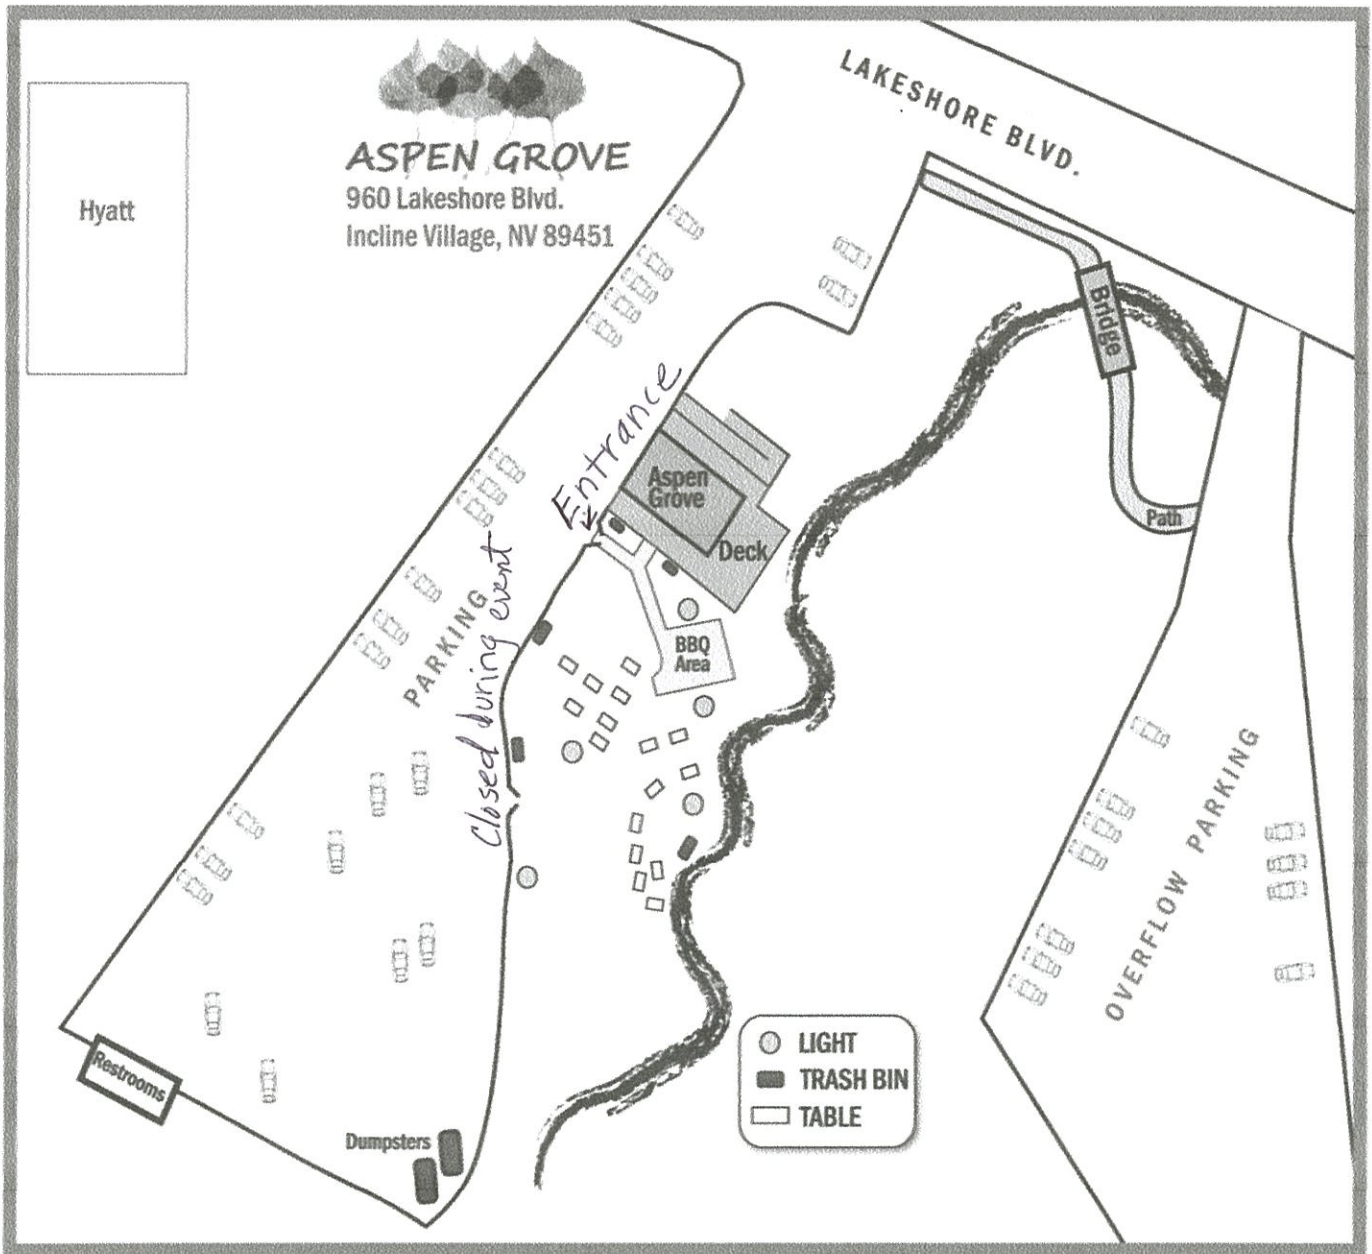 ASPEN GROVE
960 Lakeshore Blvd.
Incline Village, NV 89451
Hyatt
LAKESHORE BLVD.
Bridge
Path
Entrance
Aspen
Grove
Deck
BBQ
Area
PARKING
Closed during event
OVERFLOW PARKING
Restrooms
Dumpsters
LIGHT
TRASH BIN
TABLE